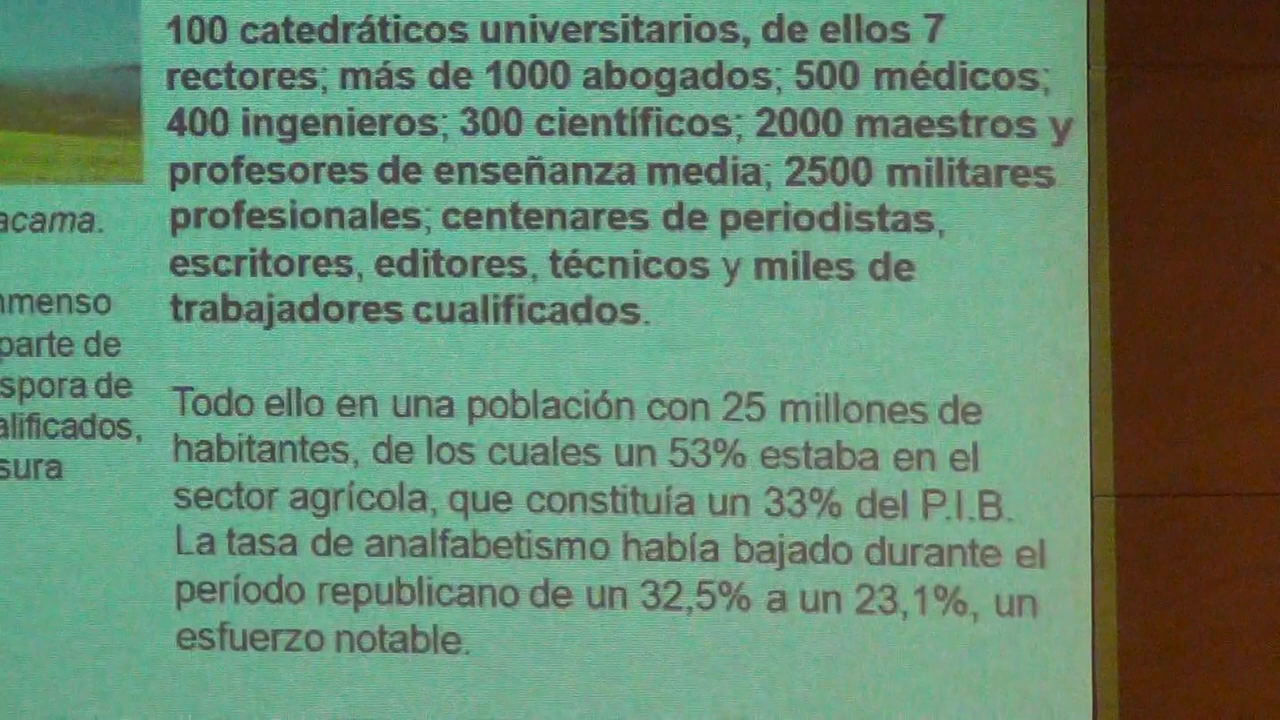 acama.
parte de
spora de
alificados,
sura
100 catedráticos universitarios, de ellos 7
rectores; más de 1000 abogados; 500 médicos;
400 ingenieros; 300 científicos; 2000 maestros y
profesores de enseñanza media; 2500 militares
profesionales; centenares de periodistas,
escritores, editores, técnicos y miles de
trabajadores cualificados.
Todo ello en una población con 25 millones de
habitantes, de los cuales un 53% estaba en el
sector agrícola, que constituía un 33% del P.I.B.
La tasa de analfabetismo había bajado durante el
período republicano de un 32,5% a un 23,1%, un
esfuerzo notable.